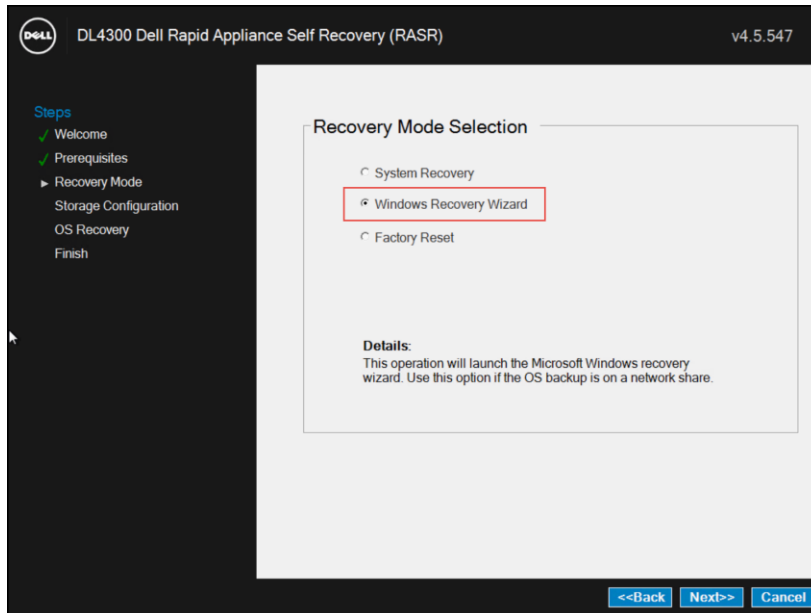 DELL
DL4300 Dell Rapid Appliance Self Recovery (RASR)
v4.5.547
Steps
Welcome
Prerequisites
Recovery Mode
Storage Configuration
OS Recovery
Finish
Recovery Mode Selection
System Recovery
Windows Recovery Wizard
Factory Reset
Details:
This operation will launch the Microsoft Windows recovery
wizard. Use this option if the OS backup is on a network share.
<<Back
Next>>
Cancel